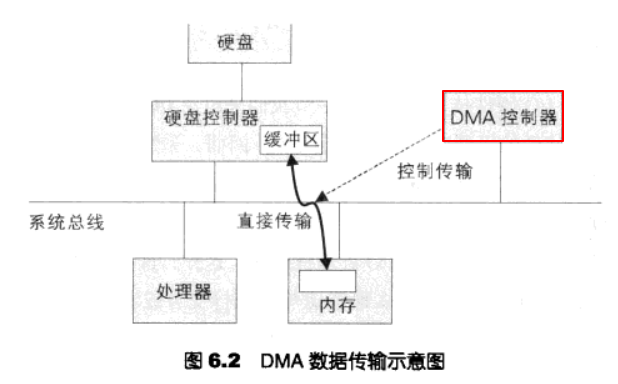 硬盘
硬盘控制器
缓冲区
DMA 控制器
控制传输
系统总线
直接传输
处理器
内存
图 6.2 DMA 数据传输示意图